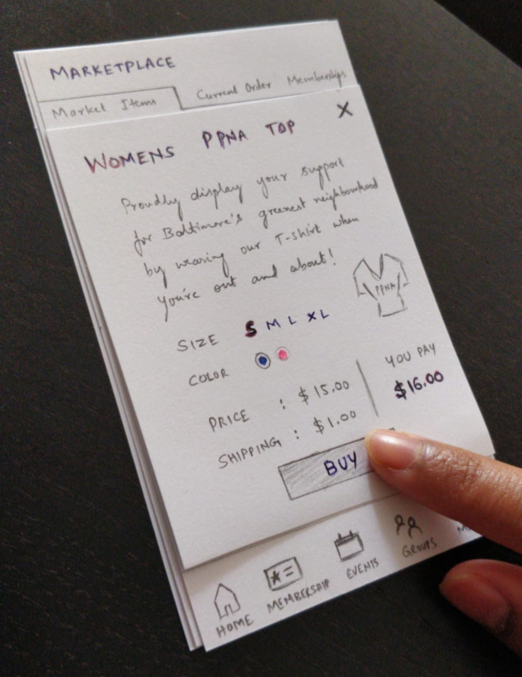 MARKETPLACE
Market Items Current Order Memberships
X
WOMENS PPNA TOP
Proudly display your support
for Baltimore's greenest neighbourhood
by wearing our T-shirt when
you're out and about!
PPNA
SIZE S M L XL
COLOR
PRICE : $15.00
SHIPPING : $1.00
YOU PAY
$16.00
BUY
HOME MEMBERSHIP EVENTS GROUPS